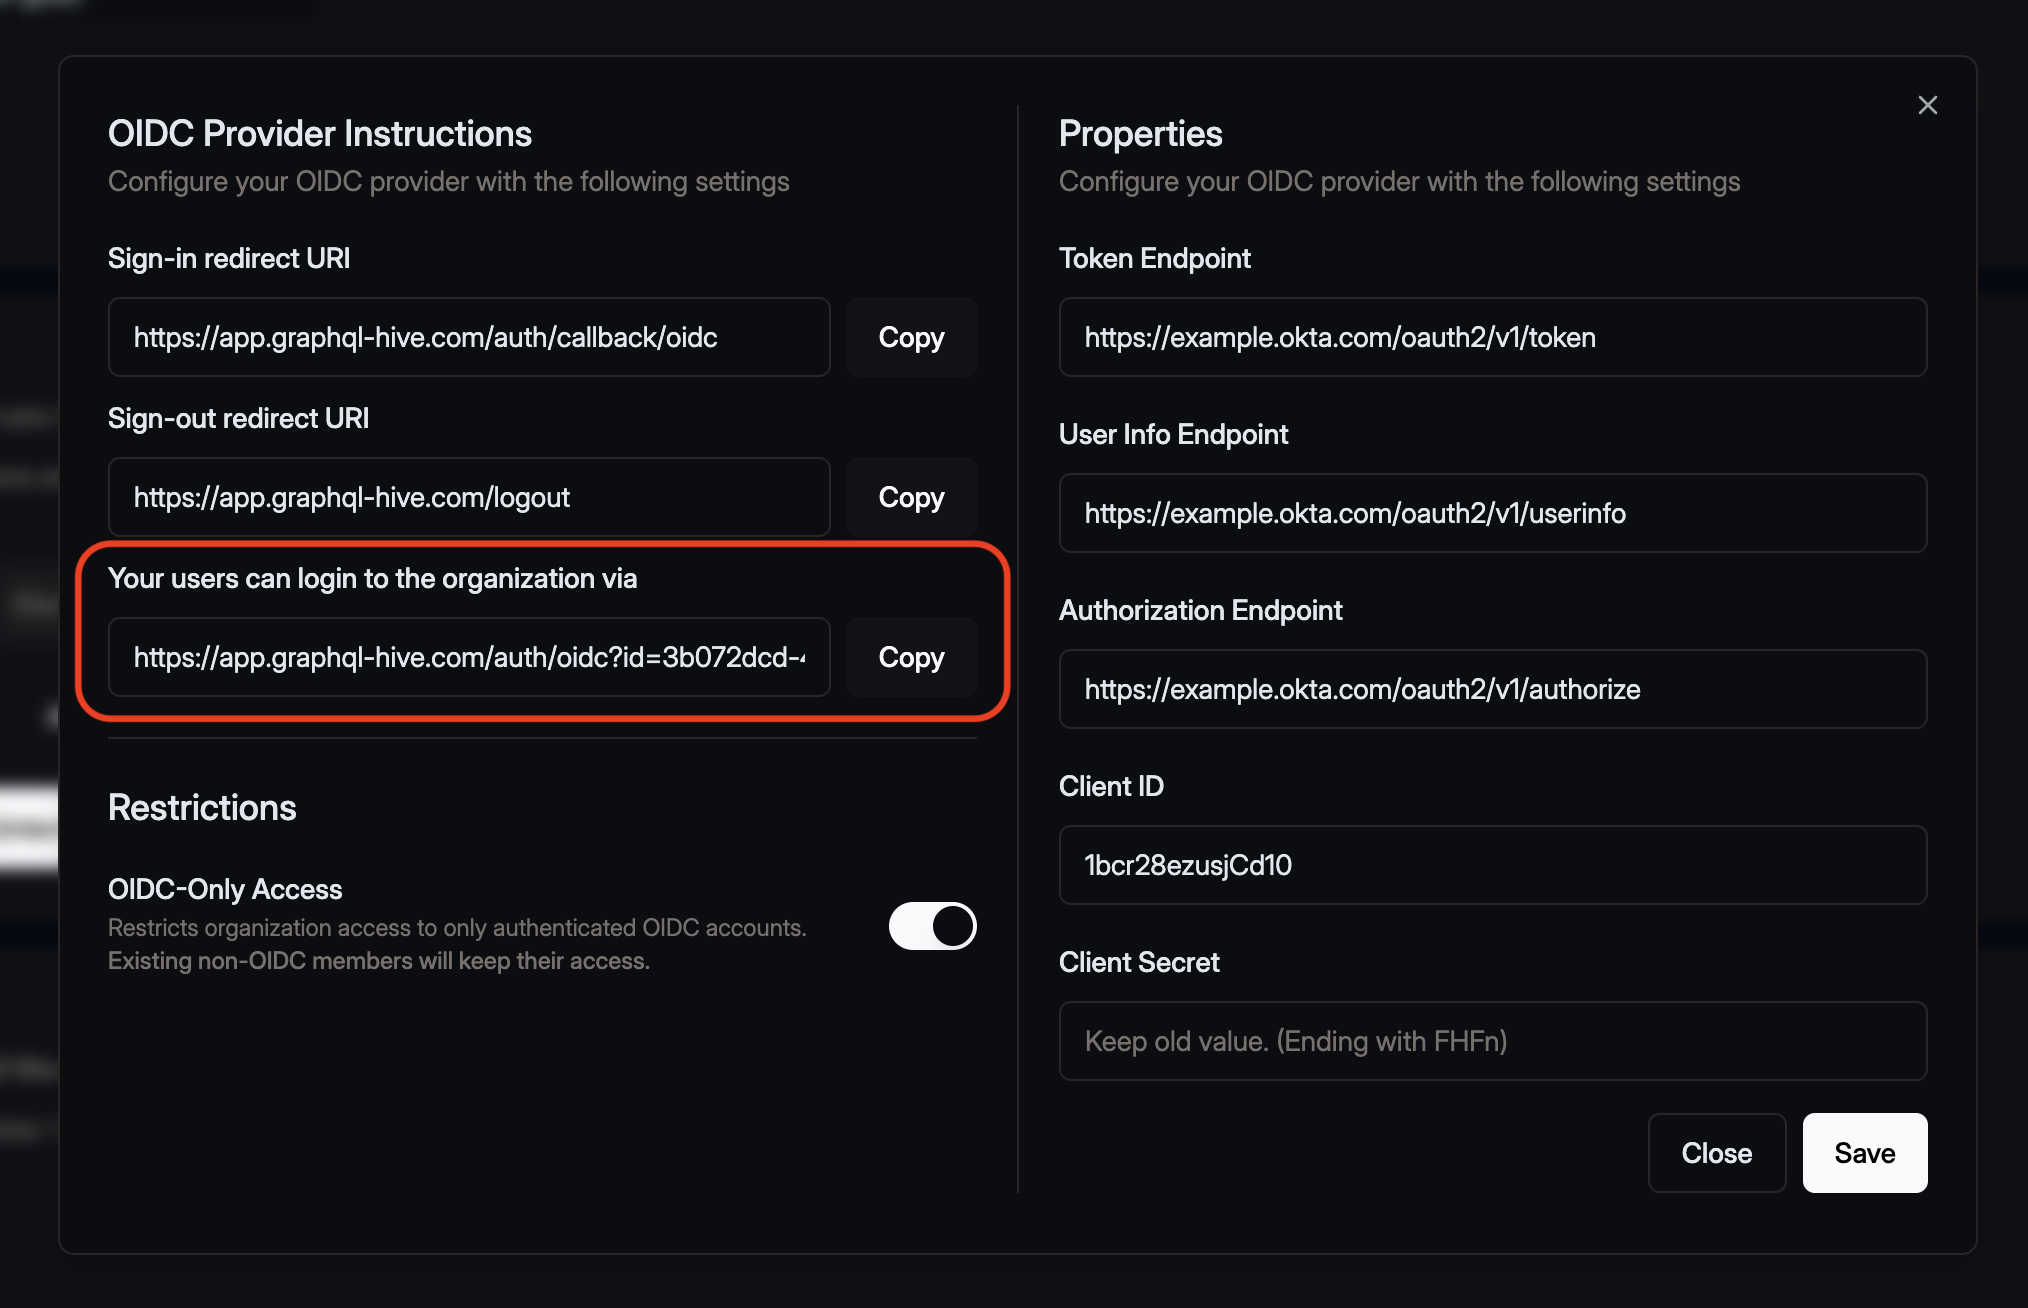 OIDC Provider Instructions
Configure your OIDC provider with the following settings
Sign-in redirect URI
https://app.graphql-hive.com/auth/callback/oidc
Copy
Sign-out redirect URI
https://app.graphql-hive.com/logout
Copy
Your users can login to the organization via
https://app.graphql-hive.com/auth/oidc?id=3b072dcd-
Copy
Restrictions
OIDC-Only Access
Restricts organization access to only authenticated OIDC accounts.
Existing non-OIDC members will keep their access.
Properties
Configure your OIDC provider with the following settings
Token Endpoint
https://example.okta.com/oauth2/v1/token
User Info Endpoint
https://example.okta.com/oauth2/v1/userinfo
Authorization Endpoint
https://example.okta.com/oauth2/v1/authorize
Client ID
1bcr28ezusjCd10
Client Secret
Keep old value. (Ending with FHFn)
Close
Save